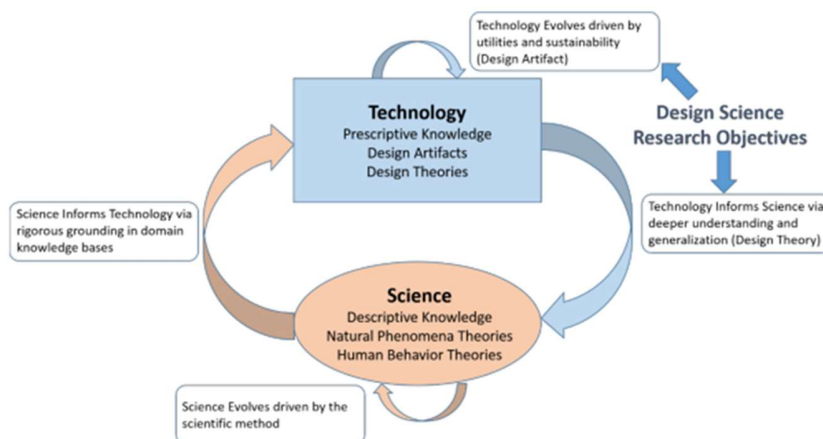 Technology Evolves driven by
utilities and sustainability
(Design Artifact)
Technology
Prescriptive Knowledge
Design Artifacts
Design Theories
Design Science
Research Objectives
Science Informs Technology via
rigorous grounding in domain
knowledge bases
Technology Informs Science via
deeper understanding and
generalization (Design Theory)
Science
Descriptive Knowledge
Natural Phenomena Theories
Human Behavior Theories
Science Evolves driven by the
scientific method